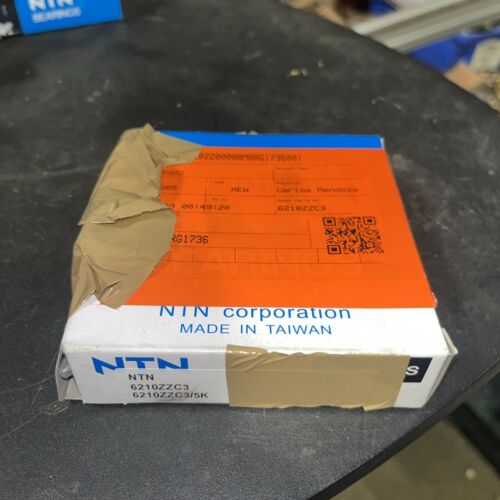 NTN
BEARINGS
0220000BMBRG1736001
Type
NEW
Carlos Mendoza
00:49:20
6210ZZC3
RG1736
NTN corporation
MADE IN TAIWAN
NTN
NTN
6210ZZC3
6210ZZC3/5K
S